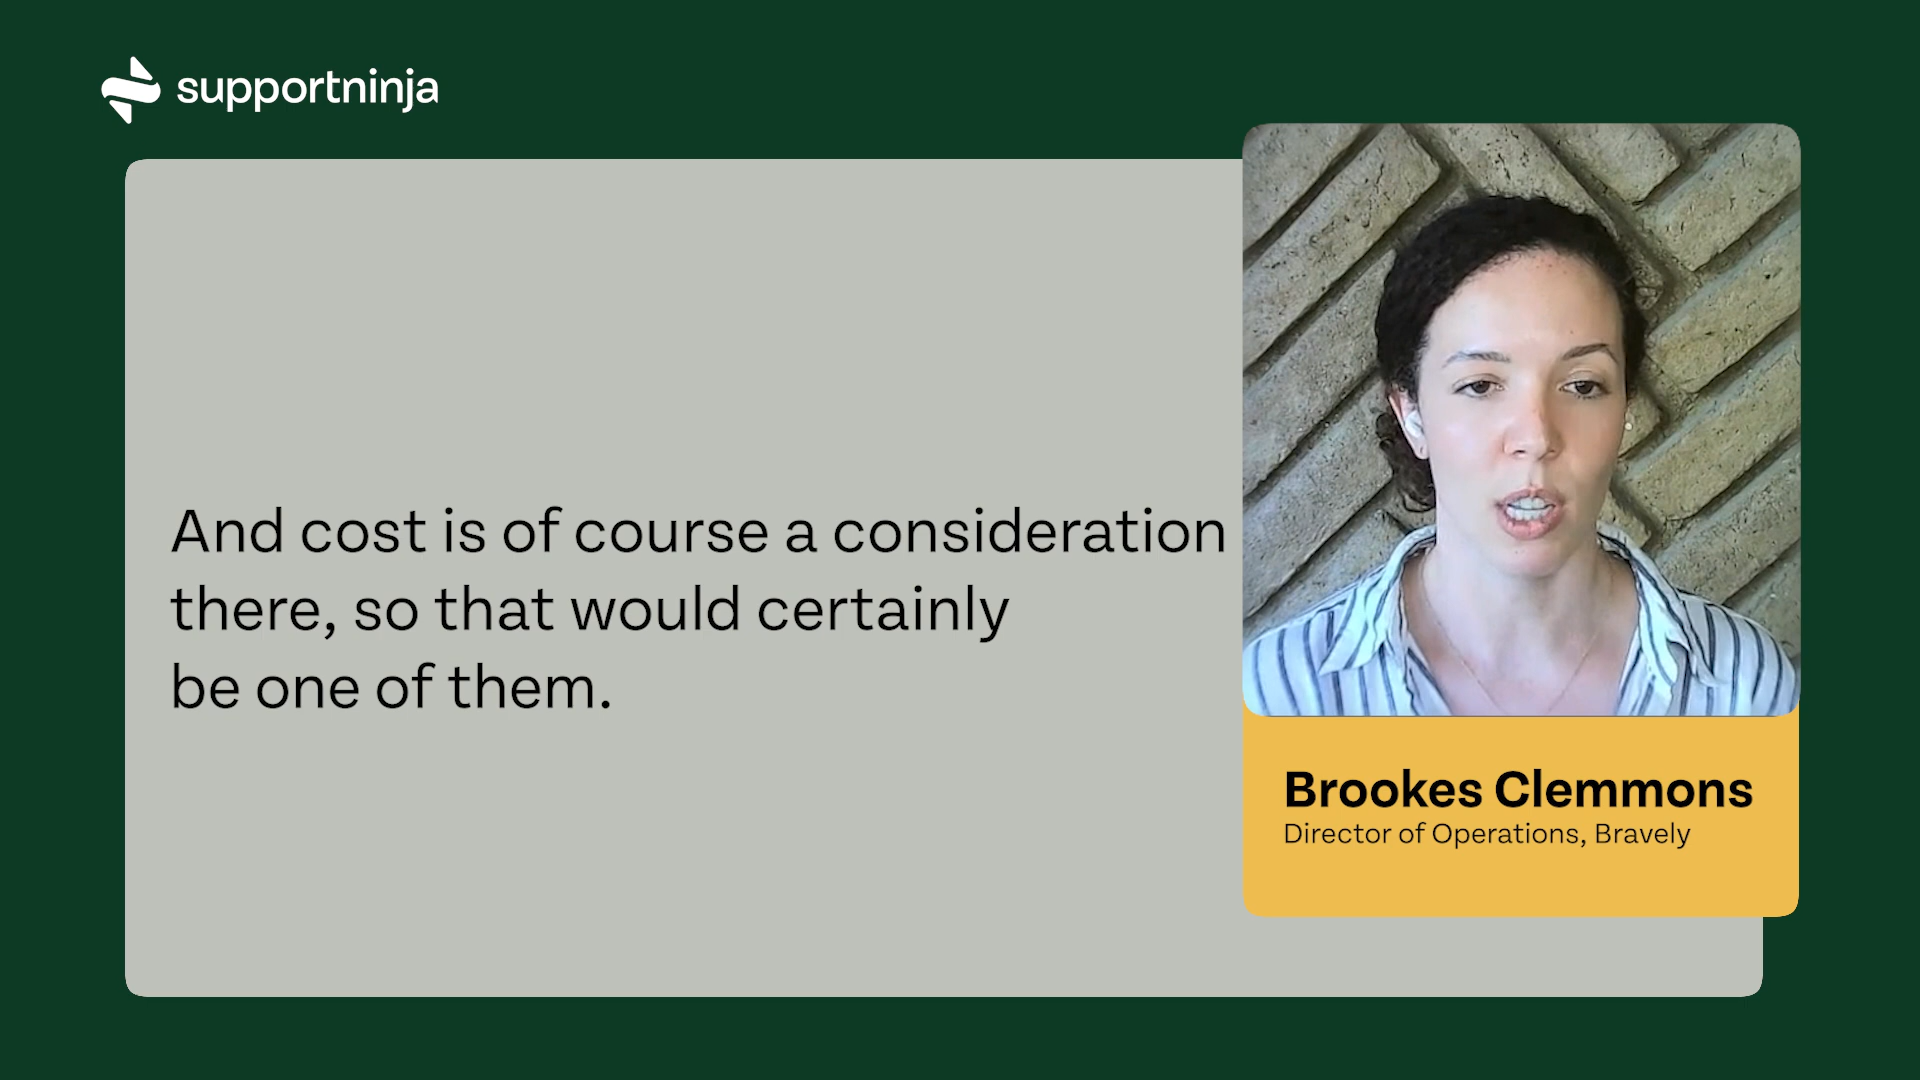 supportninja
And cost is of course a consideration
there, so that would certainly
be one of them.
Brookes Clemmons
Director of Operations, Bravely